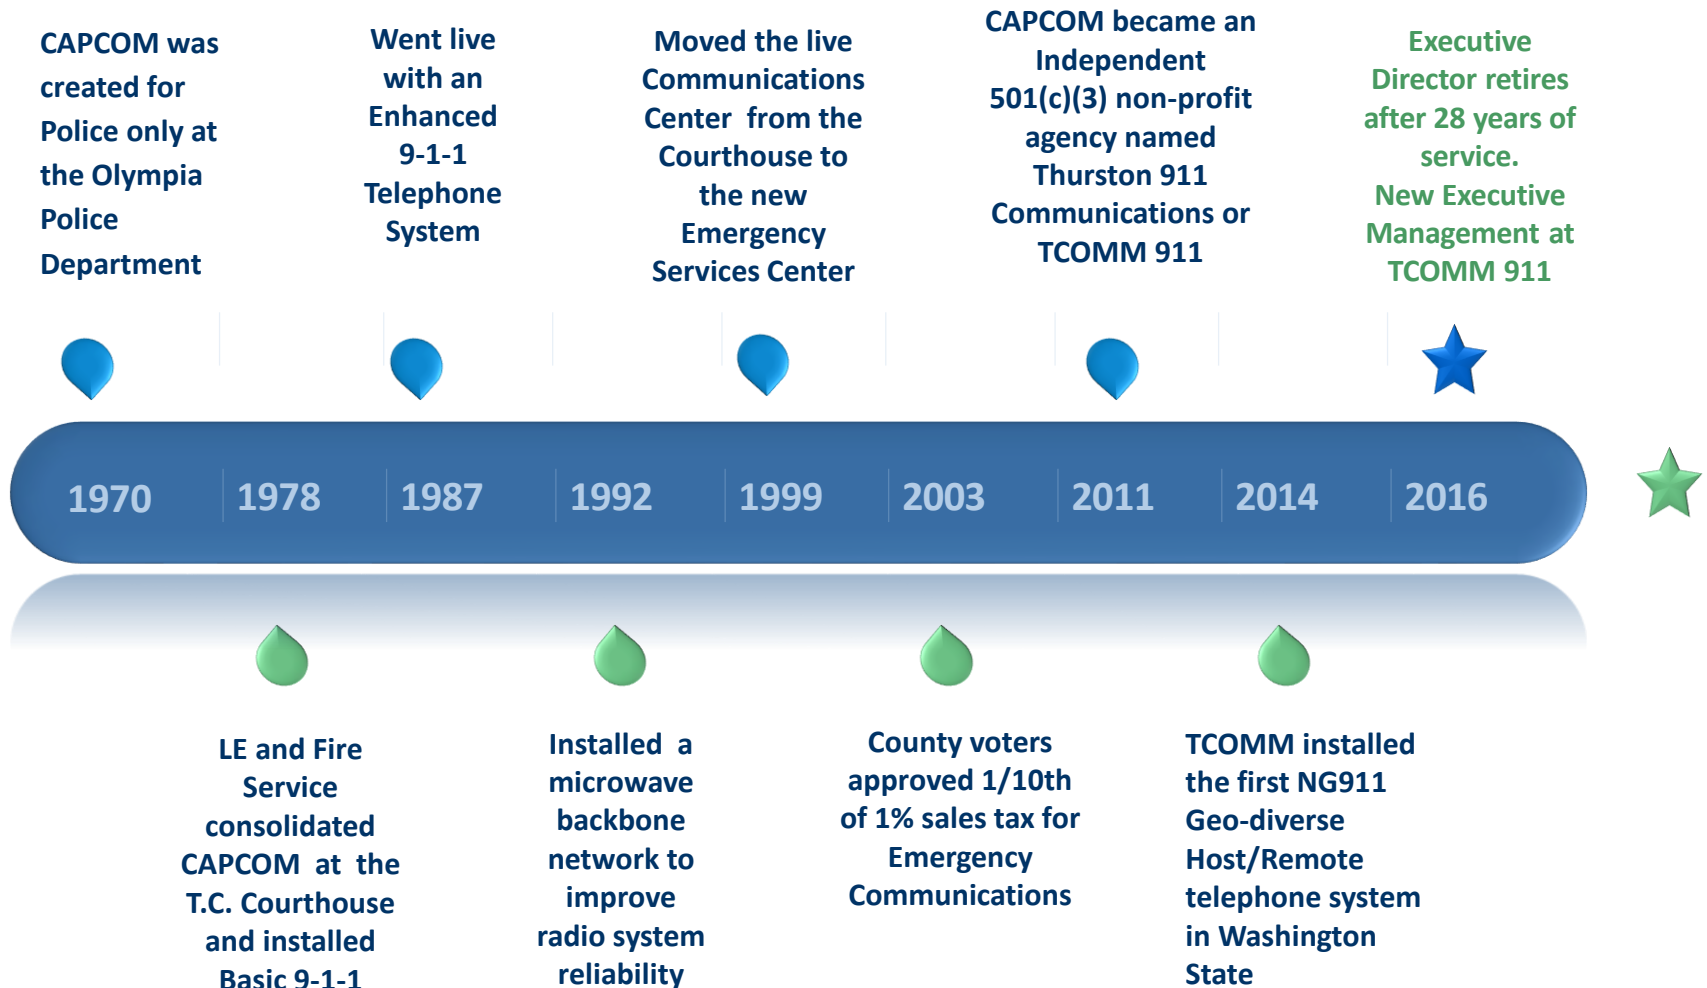 CAPCOM was
created for
Police only at
the Olympia
Police
Department
Went live
with an
Enhanced
9-1-1
Telephone
System
Moved the live
Communications
Center from the
Courthouse to
the new
Emergency
Services Center
CAPCOM became an
Independent
501(c)(3) non-profit
agency named
Thurston 911
Communications or
TCOMM 911
Executive
Director retires
after 28 years of
service.
New Executive
Management at
TCOMM 911
1970
1978
1987
1992
1999
2003
2011
2014
2016
LE and Fire
Service
consolidated
CAPCOM at the
T.C. Courthouse
and installed
Basic 9-1-1
Installed a
microwave
backbone
network to
improve
radio system
reliability
County voters
approved 1/10th
of 1% sales tax for
Emergency
Communications
TCOMM installed
the first NG911
Geo-diverse
Host/Remote
telephone system
in Washington
State